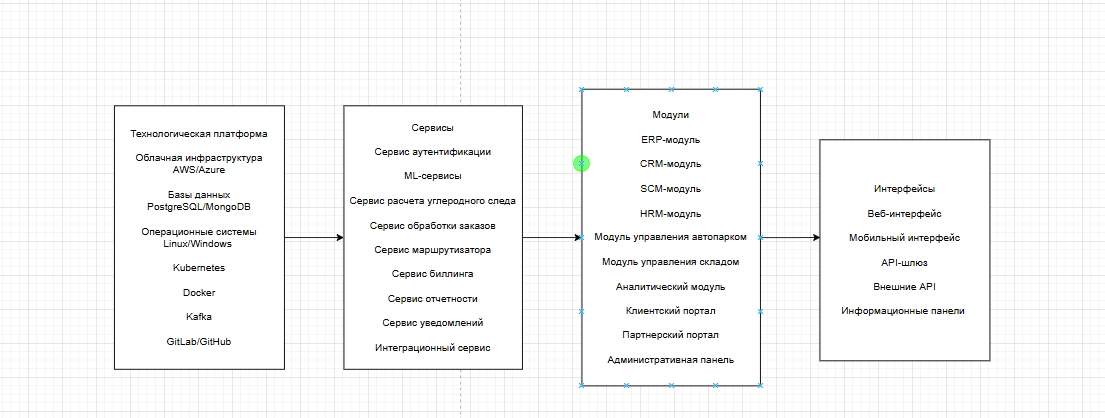 Технологическая платформа
Облачная инфраструктура
AWS/Azure
Базы данных
PostgreSQL/MongoDB
Операционные системы
Linux/Windows
Kubernetes
Docker
Kafka
GitLab/GitHub
Сервисы
Сервис аутентификации
ML-сервисы
Сервис расчета углеродного следа
Сервис обработки заказов
Сервис маршрутизатора
Сервис биллинга
Сервис отчетности
Сервис уведомлений
Интеграционный сервис
Модули
ERP-модуль
CRM-модуль
SCM-модуль
HRM-модуль
Модуль управления автопарком
Модуль управления складом
Аналитический модуль
Клиентский портал
Партнерский портал
Административная панель
Интерфейсы
Веб-интерфейс
Мобильный интерфейс
API-шлюз
Внешние API
Информационные панели